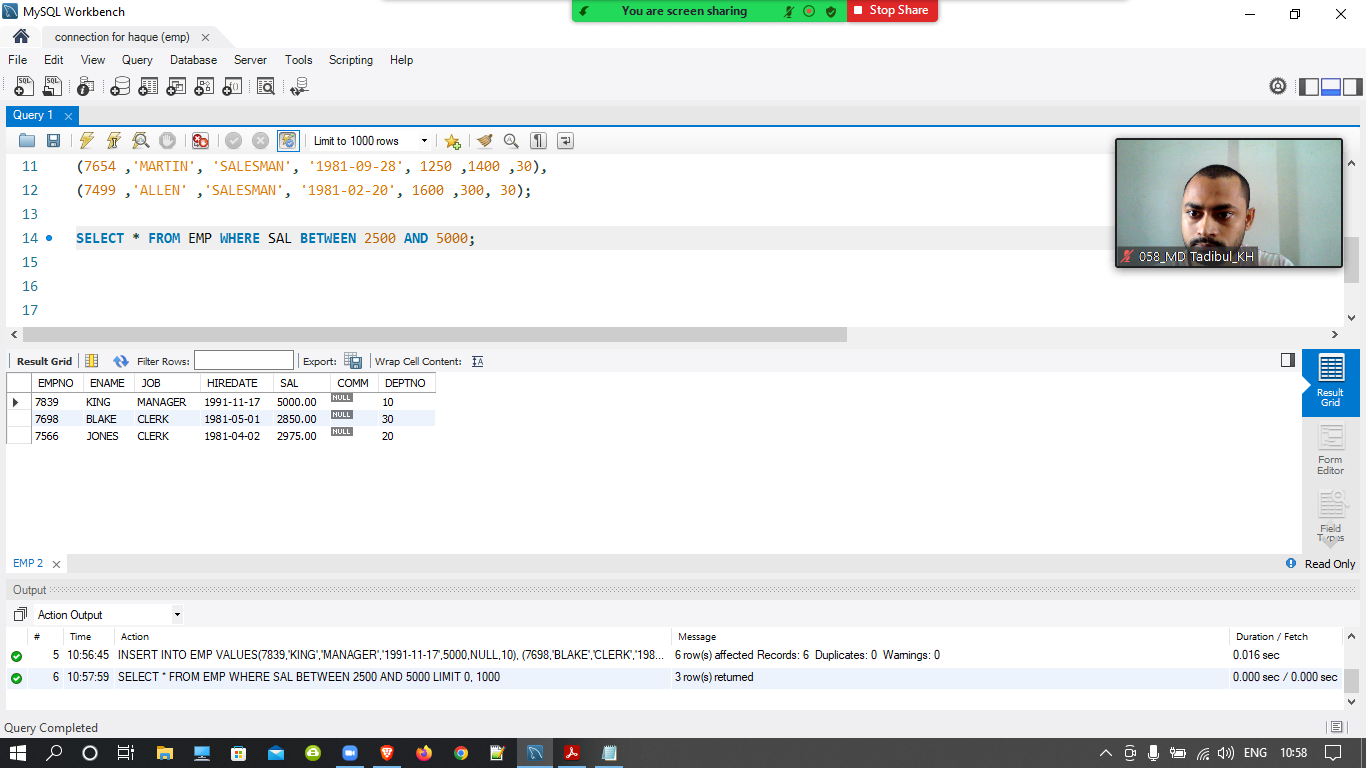 MySQL Workbench
You are screen sharing
Stop Share
connection for haque (emp)
File Edit View Query Database Server Tools Scripting Help
Query 1
Limit to 1000 rows
11 (7654 ,'MARTIN', 'SALESMAN', '1981-09-28', 1250 ,1400 ,30),
12 (7499 ,'ALLEN' ,'SALESMAN', '1981-02-20', 1600 ,300, 30);
13
14 SELECT * FROM EMP WHERE SAL BETWEEN 2500 AND 5000;
15
16
17
058_MD Tadibul_KH
Result Grid Filter Rows: Export: Wrap Cell Content:
EMPNO ENAME JOB HIREDATE SAL COMM DEPTNO
7839 KING MANAGER 1991-11-17 5000.00 NULL 10
7698 BLAKE CLERK 1981-05-01 2850.00 NULL 30
7566 JONES CLERK 1981-04-02 2975.00 NULL 20
Result
Grid
Form
Editor
Field
Types
EMP 2
Read Only
Output
Action Output
# Time Action Message Duration / Fetch
5 10:56:45 INSERT INTO EMP VALUES(7839,'KING','MANAGER','1991-11-17',5000,NULL,10), (7698,'BLAKE','CLERK','198... 6 row(s) affected Records: 6 Duplicates: 0 Warnings: 0 0.016 sec
6 10:57:59 SELECT * FROM EMP WHERE SAL BETWEEN 2500 AND 5000 LIMIT 0, 1000 3 row(s) returned 0.000 sec / 0.000 sec
Query Completed
ENG 10:58